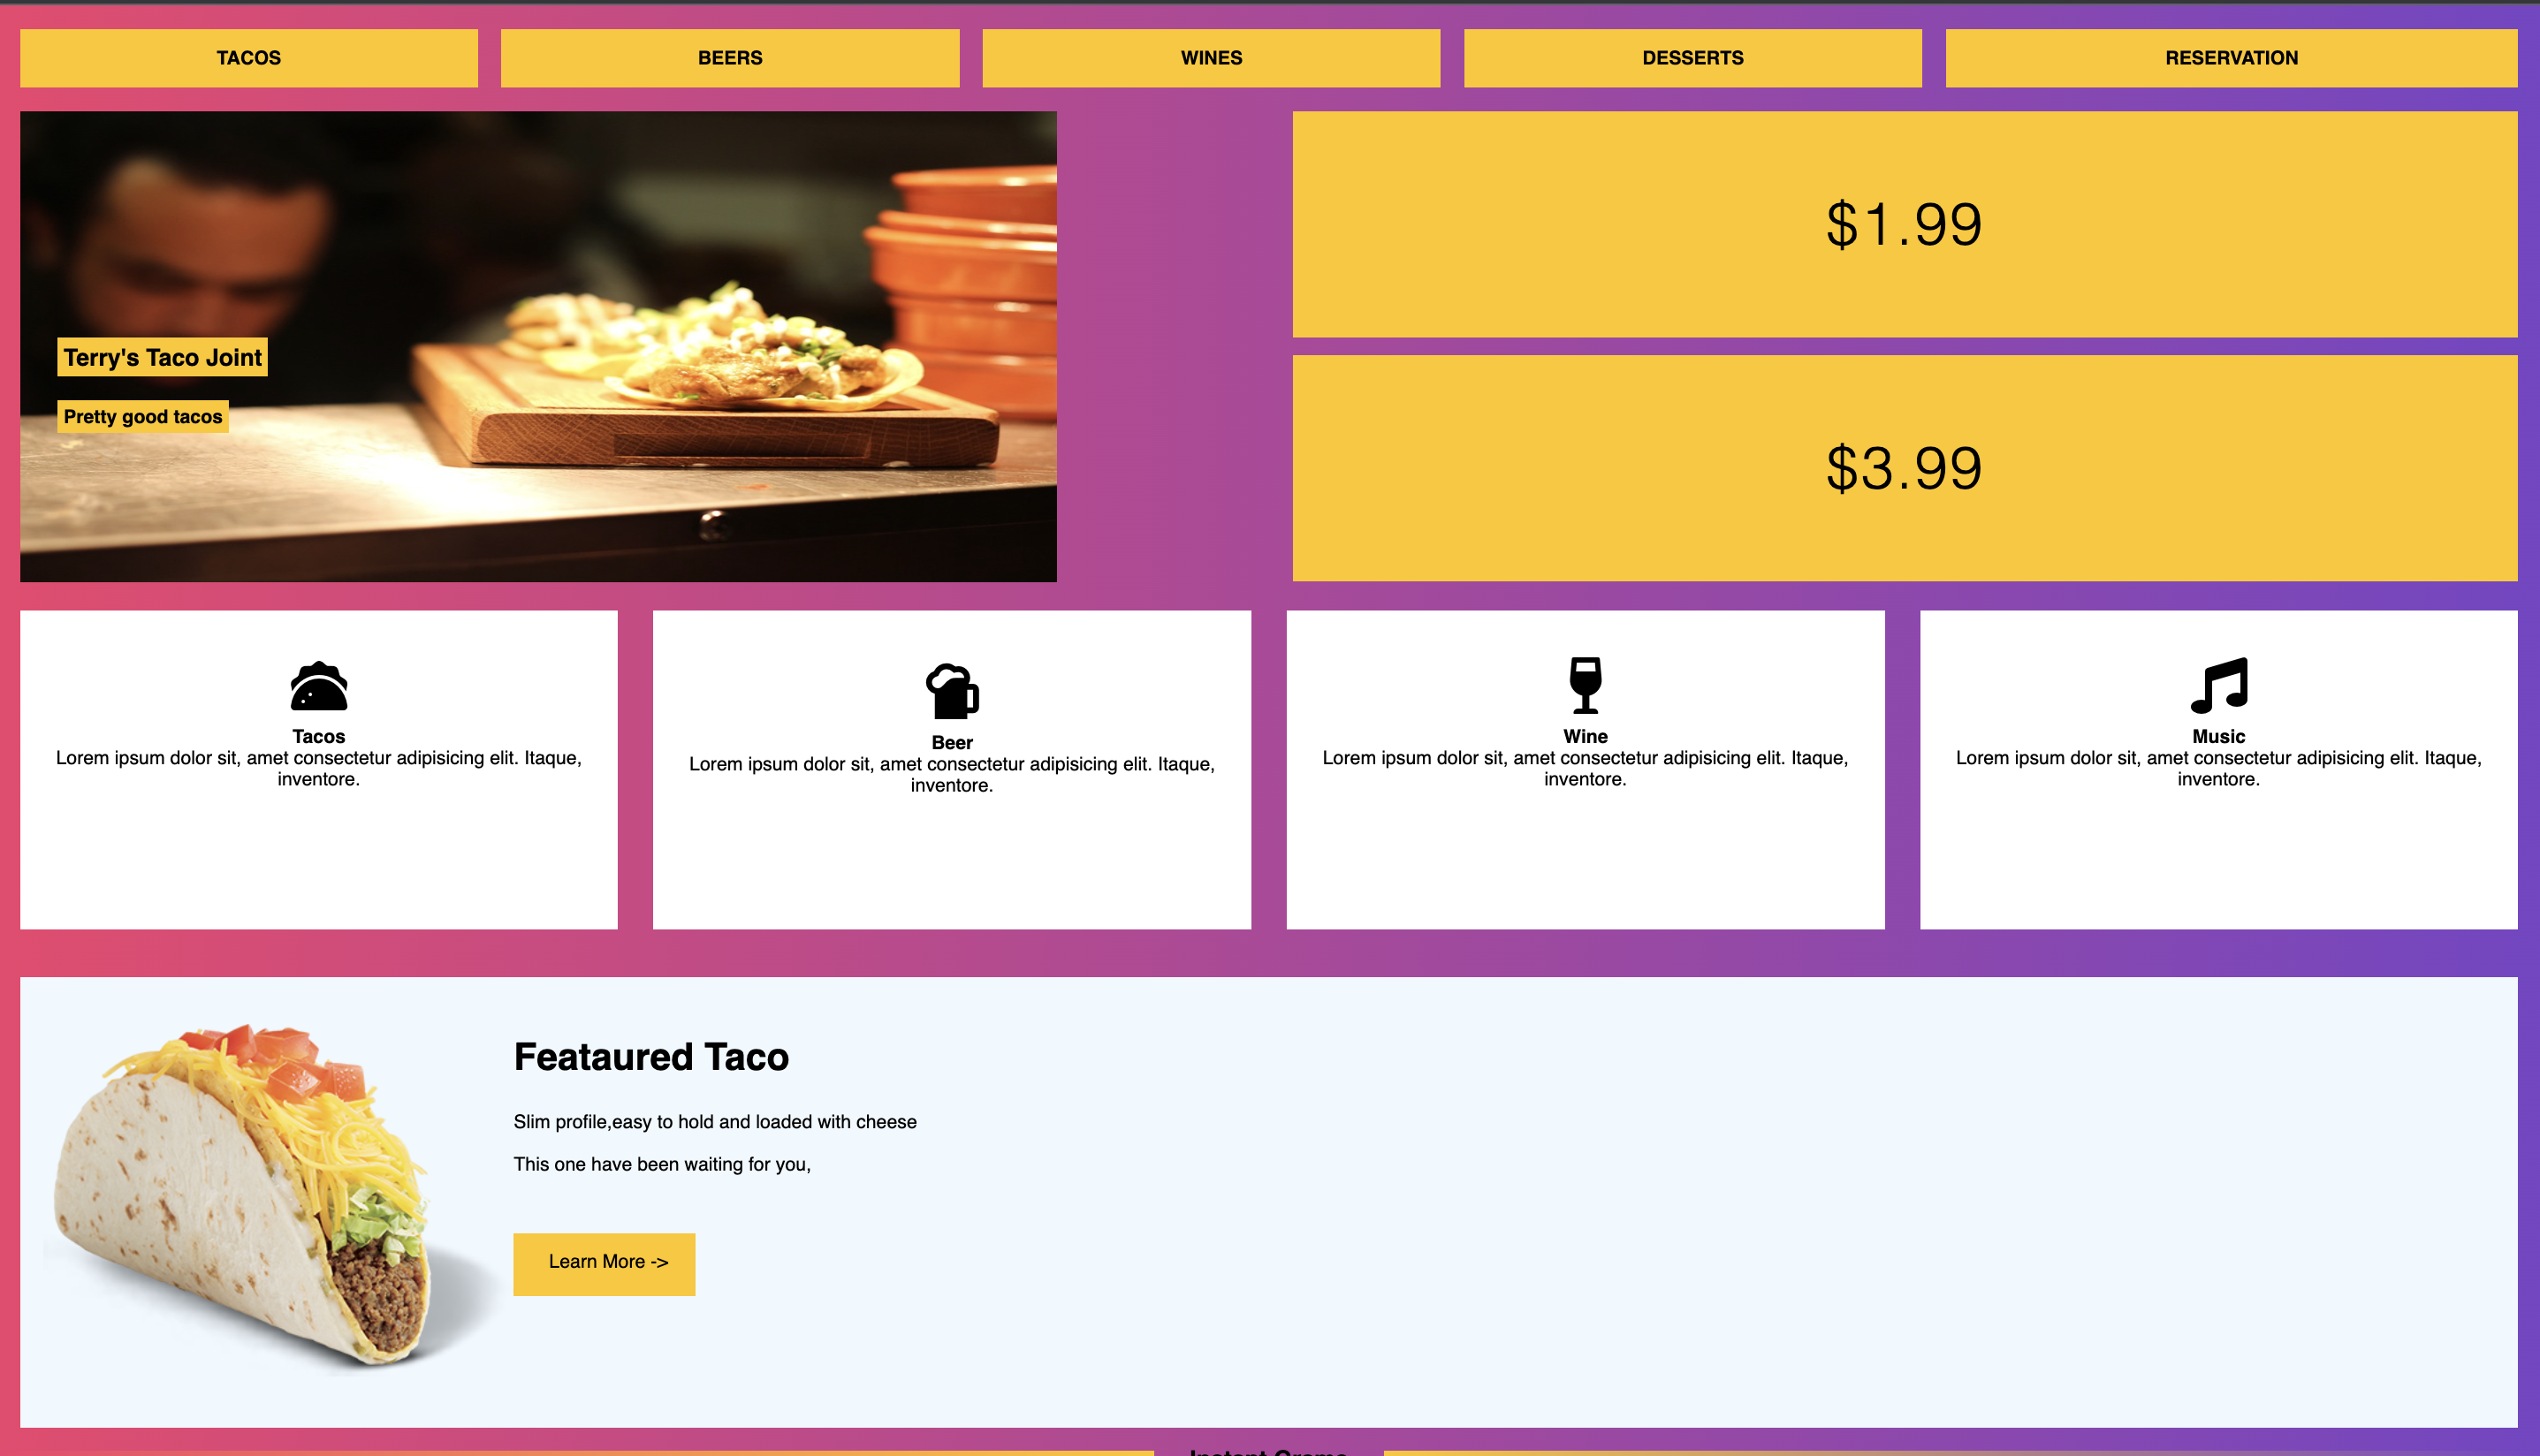 TACOS
BEERS
WINES
DESSERTS
RESERVATION
Terry's Taco Joint
Pretty good tacos
$1.99
$3.99
Tacos
Lorem ipsum dolor sit, amet consectetur adipisicing elit. Itaque,
inventore.
Beer
Lorem ipsum dolor sit, amet consectetur adipisicing elit. Itaque,
inventore.
Wine
Lorem ipsum dolor sit, amet consectetur adipisicing elit. Itaque,
inventore.
Music
Lorem ipsum dolor sit, amet consectetur adipisicing elit. Itaque,
inventore.
Feataured Taco
Slim profile,easy to hold and loaded with cheese
This one have been waiting for you,
Learn More ->